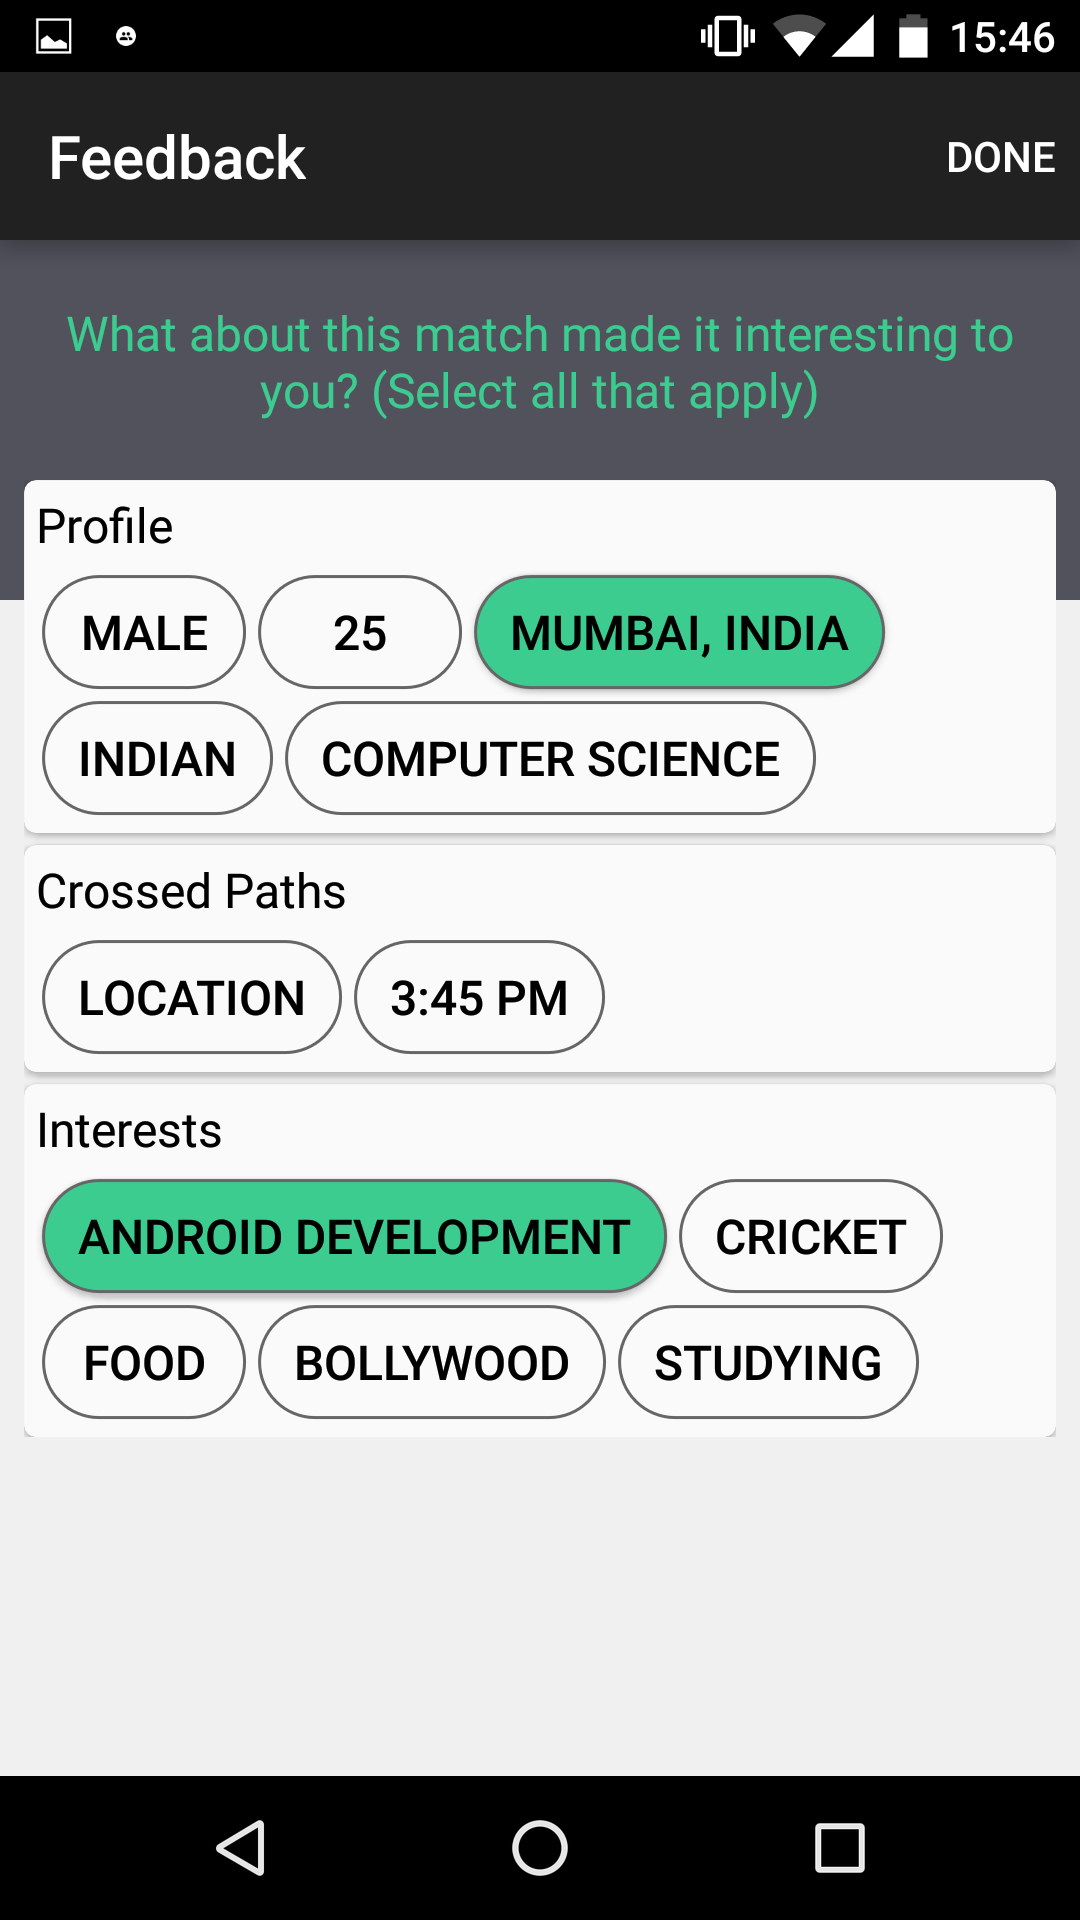 15:46
Feedback DONE
What about this match made it interesting to
you? (Select all that apply)
Profile
MALE 25 MUMBAI, INDIA
INDIAN COMPUTER SCIENCE
Crossed Paths
LOCATION 3:45 PM
Interests
ANDROID DEVELOPMENT CRICKET
FOOD BOLLYWOOD STUDYING